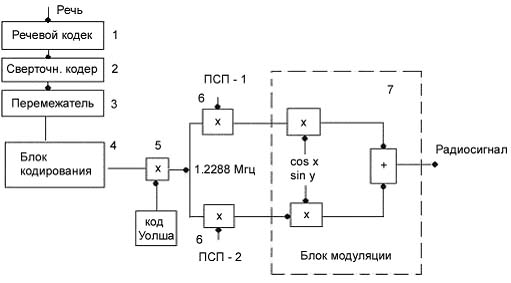 Речь
Речевой кодек 1
Сверточн. кодер 2
Перемежатель 3
4
Блок
кодирования
5
x
код
Уолша
1.2288 Мгц
ПСП - 1
6
x
6
x
ПСП - 2
7
x
cos x
sin y
x
+
Блок модуляции
Радиосигнал